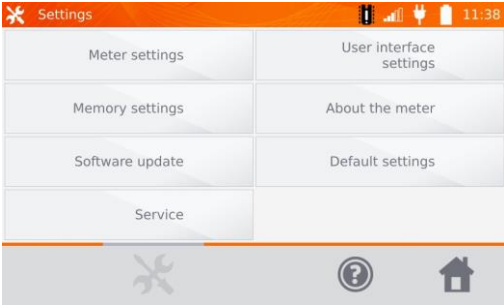 Settings
11:38
Meter settings
User interface
settings
Memory settings
About the meter
Software update
Default settings
Service
?